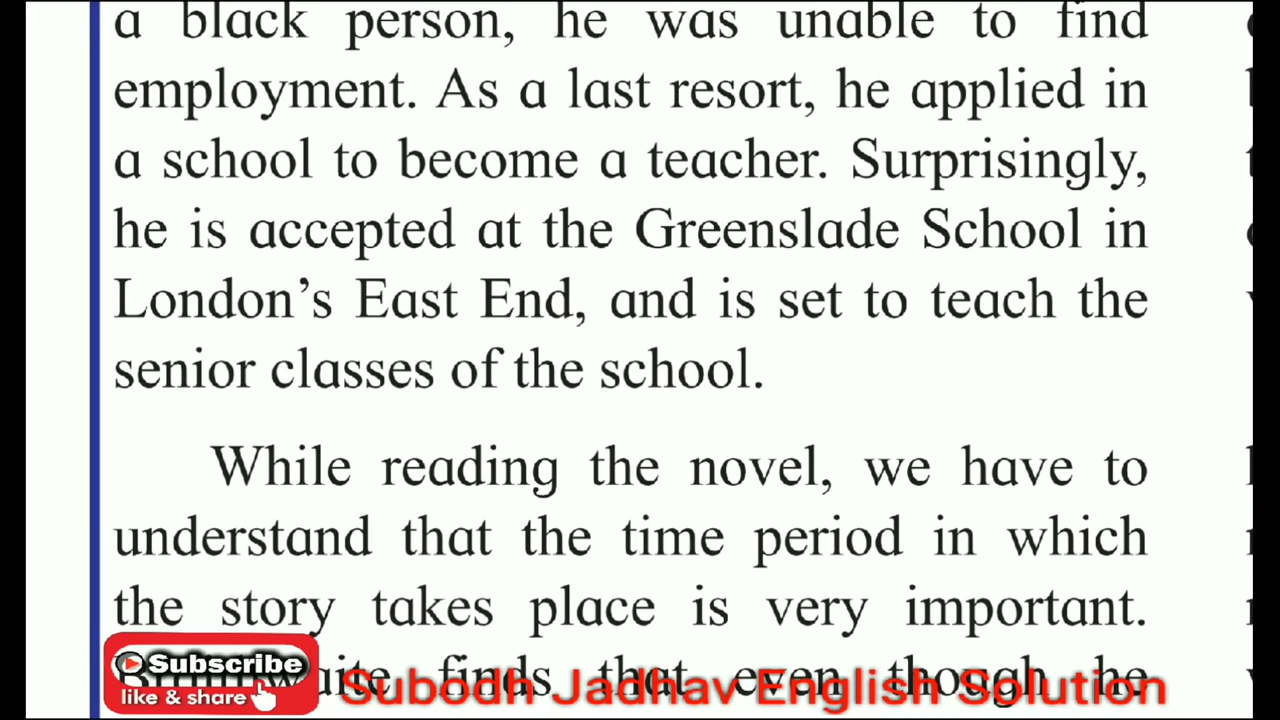 a black person, he was unable to find
employment. As a last resort, he applied in
a school to become a teacher. Surprisingly,
he is accepted at the Greenslade School in
London’s East End, and is set to teach the
senior classes of the school.
While reading the novel, we have to
understand that the time period in which
the story takes place is very important.
finds that even though he
Subscribe
like & share
Subodh Jadhav English Solution